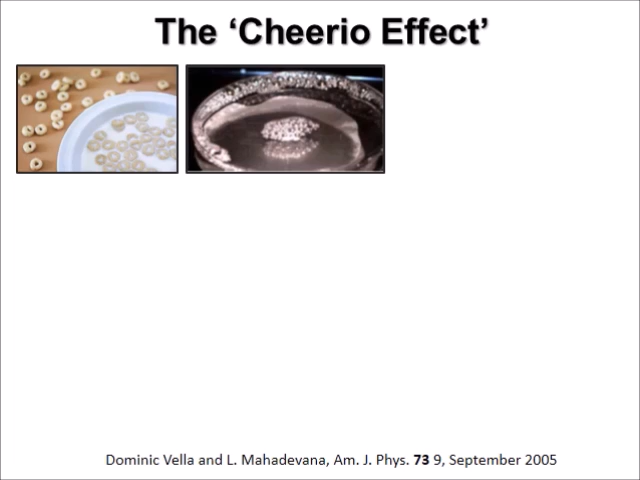 The ‘Cheerio Effect’
Dominic Vella and L. Mahadevana, Am. J. Phys. 73 9, September 2005